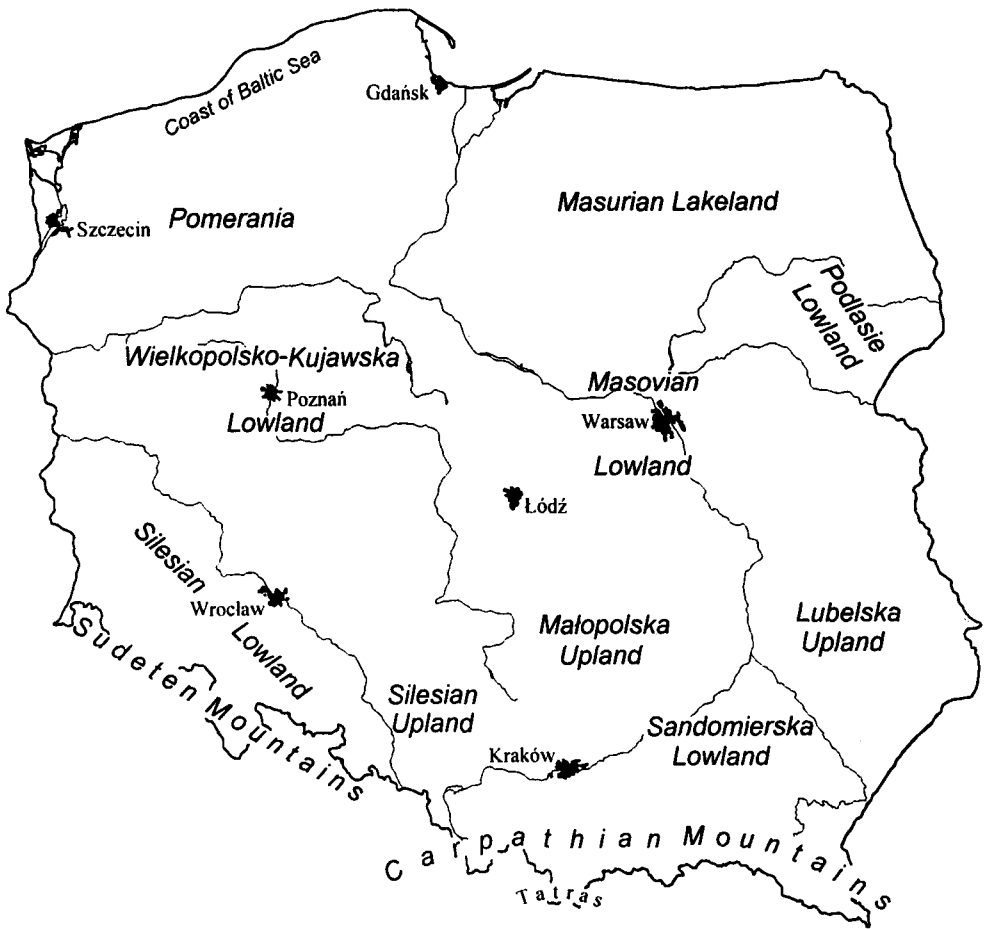 Coast of Baltic Sea
Gdańsk
Masurian Lakeland
Pomerania
Szczecin
Podlasie
Lowland
Wielkopolsko-Kujawska
Poznań
Lowland
Masovian
Warsaw
Lowland
Łódź
Silesian
Wrocław
Lowland
Małopolska
Upland
Lubelska
Upland
Sudeten Mountains
Silesian
Upland
Sandomierska
Lowland
Kraków
Carpathian Mountains
Tatras